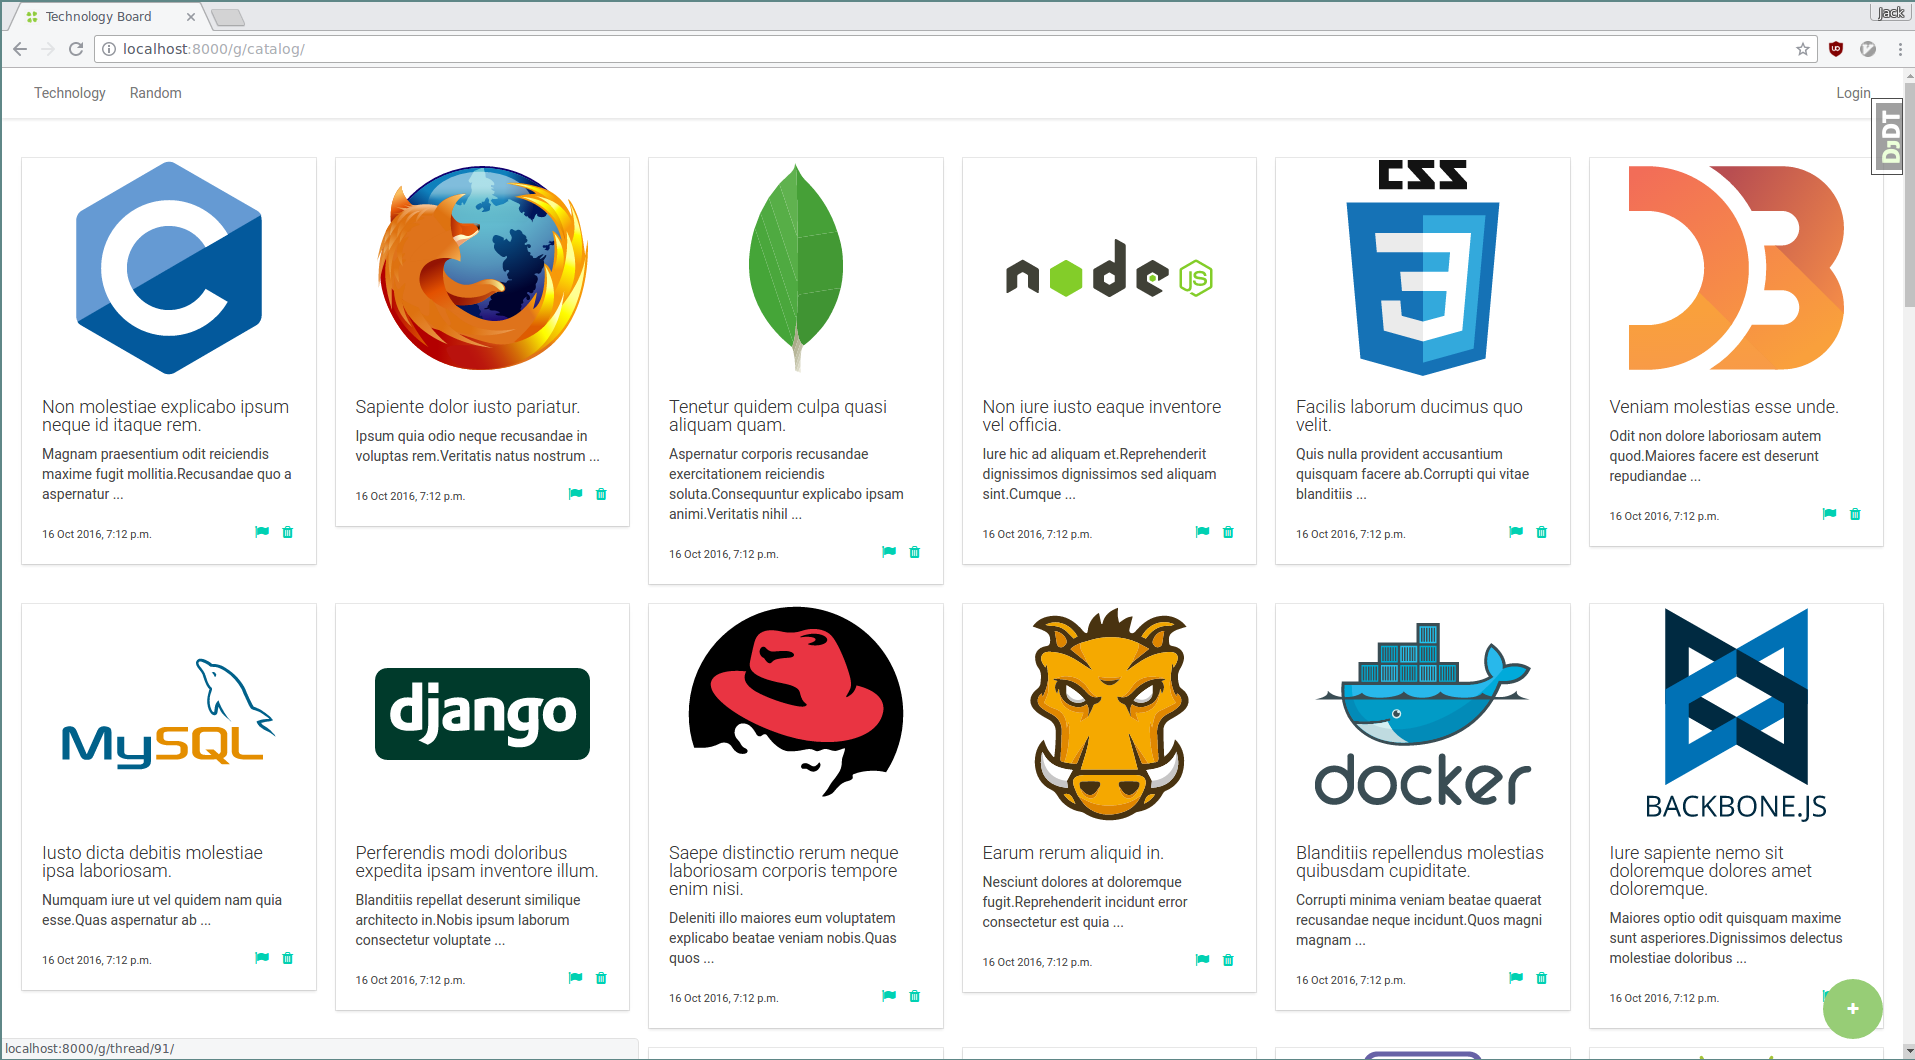 Technology Board
Jack
localhost:8000/g/catalog/
Technology Random Login
DJDT
Non molestiae explicabo ipsum
neque id itaque rem.
Magnam praesentium odit reiciendis
maxime fugit mollitia.Recusandae quo a
aspernatur ...
16 Oct 2016, 7:12 p.m.
Sapiente dolor iusto pariatur.
Ipsum quia odio neque recusandae in
voluptas rem.Veritatis natus nostrum ...
16 Oct 2016, 7:12 p.m.
Tenetur quidem culpa quasi
aliquam quam.
Aspernatur corporis recusandae
exercitationem reiciendis
soluta.Consequuntur explicabo ipsam
animi.Veritatis nihil ...
16 Oct 2016, 7:12 p.m.
node JS
Non iure iusto eaque inventore
vel officia.
Iure hic ad aliquam et.Reprehenderit
dignissimos dignissimos sed aliquam
sint.Cumque ...
16 Oct 2016, 7:12 p.m.
CSS
3
Facilis laborum ducimus quo
velit.
Quis nulla provident accusantium
quisquam facere ab.Corrupti qui vitae
blanditiis ...
16 Oct 2016, 7:12 p.m.
D3
Veniam molestias esse unde.
Odit non dolore laboriosam autem
quod.Maiores facere est deserunt
repudiandae ...
16 Oct 2016, 7:12 p.m.
MySQL
Iusto dicta debitis molestiae
ipsa laboriosam.
Numquam iure ut vel quidem nam quia
esse.Quas aspernatur ab ...
16 Oct 2016, 7:12 p.m.
django
Perferendis modi doloribus
expedita ipsam inventore illum.
Blanditiis repellat deserunt similique
architecto in.Nobis ipsum laborum
consectetur voluptate ...
16 Oct 2016, 7:12 p.m.
Saepe distinctio rerum neque
laboriosam corporis tempore
enim nisi.
Deleniti illo maiores eum voluptatem
explicabo beatae veniam nobis.Quas
quos ...
16 Oct 2016, 7:12 p.m.
Earum rerum aliquid in.
Nesciunt dolores at doloremque
fugit.Reprehenderit incidunt error
consectetur est quia ...
16 Oct 2016, 7:12 p.m.
docker
Blanditiis repellendus molestias
quibusdam cupiditate.
Corrupti minima veniam beatae quaerat
recusandae neque incidunt.Quos magni
magnam ...
16 Oct 2016, 7:12 p.m.
BACKBONE.JS
Iure sapiente nemo sit
doloremque dolores amet
doloremque.
Maiores optio odit quisquam maxime
sunt asperiores.Dignissimos delectus
molestiae doloribus ...
16 Oct 2016, 7:12 p.m.
+
localhost:8000/g/thread/91/